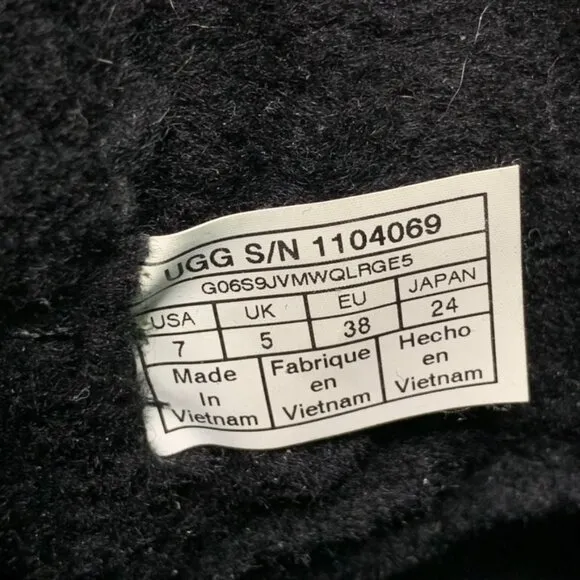 UGG S/N 1104069
G06S9JVMWQLRGE5
USA UK EU JAPAN
7 5 38 24
Made In Vietnam
Fabrique en Vietnam
Hecho en Vietnam